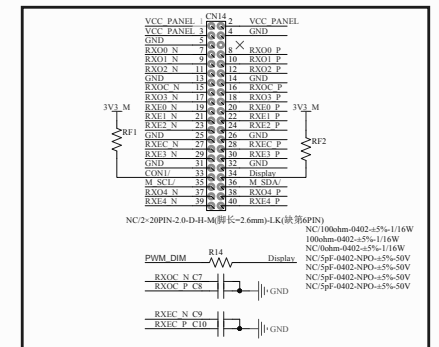 CN14
VCC_PANEL 1 2 VCC_PANEL
VCC_PANEL 3 4 GND
GND 5
RXO0_N 7 8 RXO0_P
RXO1_N 9 10 RXO1_P
RXO2_N 11 12 RXO2_P
GND 13 14 GND
RXOC_N 15 16 RXOC_P
RXO3_N 17 18 RXO3_P
3V3_M RXE0_N 19 20 RXE0_P 3V3_M
RXE1_N 21 22 RXE1_P
RXE2_N 23 24 RXE2_P
RF1 GND 25 26 GND RF2
RXEC_N 27 28 RXEC_P
RXE3_N 29 30 RXE3_P
GND 31 32 GND
CON1/ 33 34 Display
M_SCL/ 35 36 M_SDA/
RXO4_N 37 38 RXO4_P
RXE4_N 39 40 RXE4_P
NC/2×20PIN-2.0-D-H-M(脚长=2.6mm)-LK(缺第6PIN)
NC/100ohm-0402-±5%-1/16W
100ohm-0402-±5%-1/16W
NC/0ohm-0402-±5%-1/16W
NC/5pF-0402-NPO-±5%-50V
NC/5pF-0402-NPO-±5%-50V
NC/5pF-0402-NPO-±5%-50V
NC/5pF-0402-NPO-±5%-50V
PWM_DIM R14 Display
RXOC_N C7
RXOC_P C8 GND
RXEC_N C9
RXEC_P C10 GND